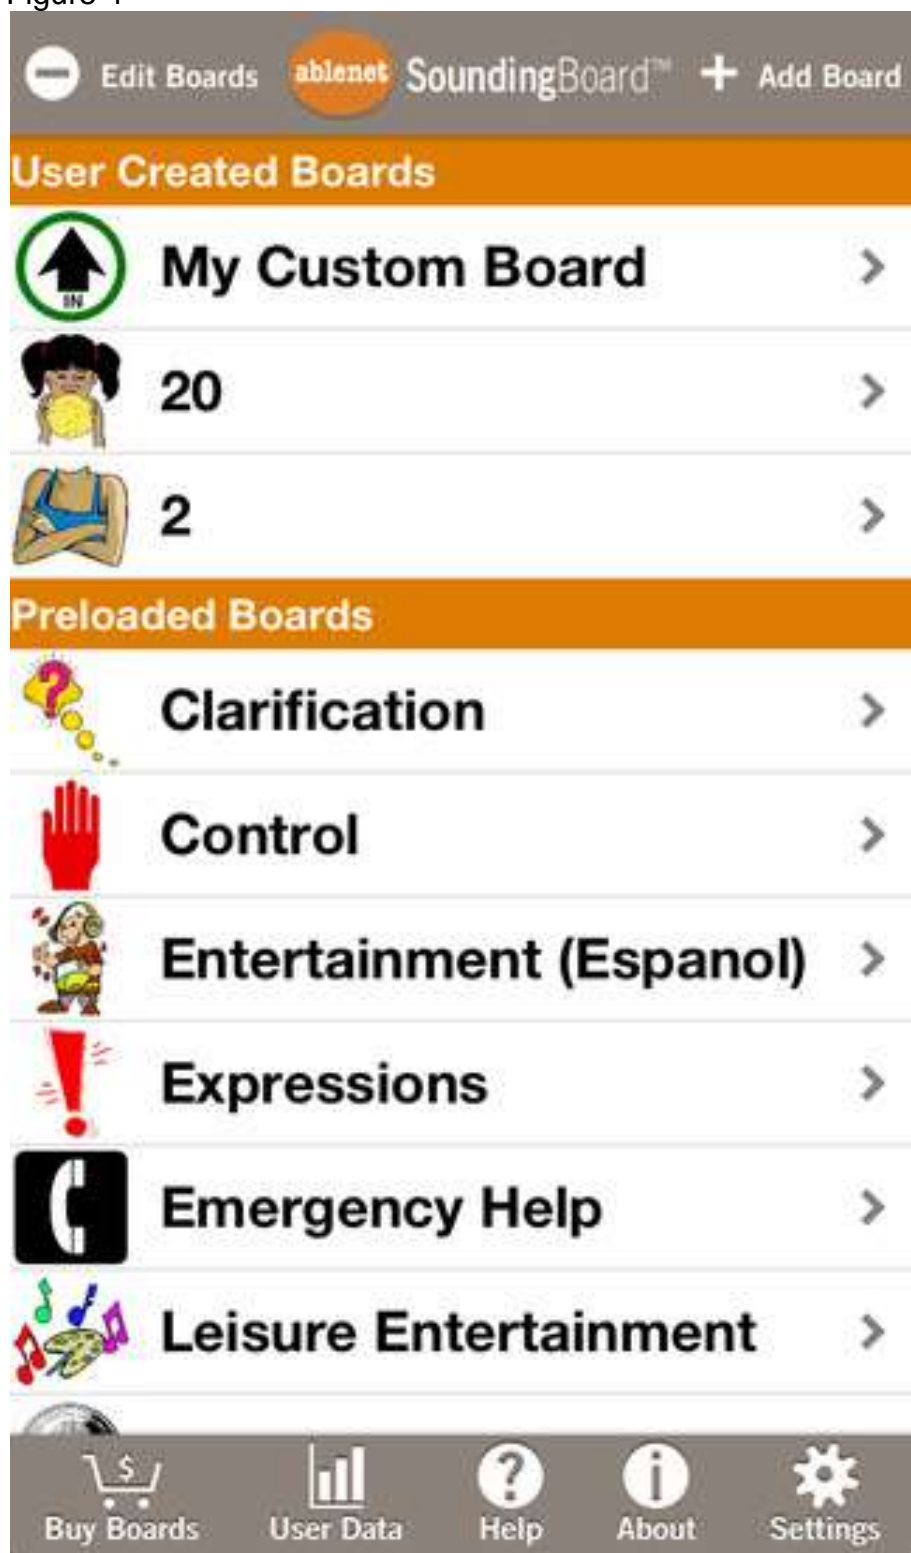 Edit Boards ablenet SoundingBoard™ + Add Board
User Created Boards
My Custom Board
IN
20
2
Preloaded Boards
?
Clarification
Control
Entertainment (Espanol)
!
Expressions
Emergency Help
Leisure Entertainment
$ ? i
Buy Boards User Data Help About Settings